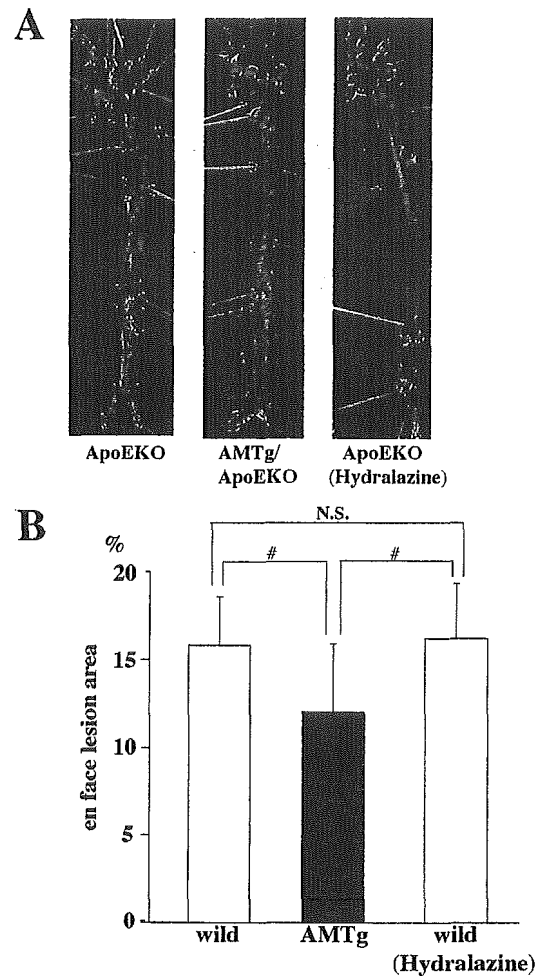 A
ApoEKO AMTg/ ApoEKO
ApoEKO (Hydralazine)
B
%
N.S.
# #
20
15
10
5
0
en face lesion area
wild AMTg wild
(Hydralazine)